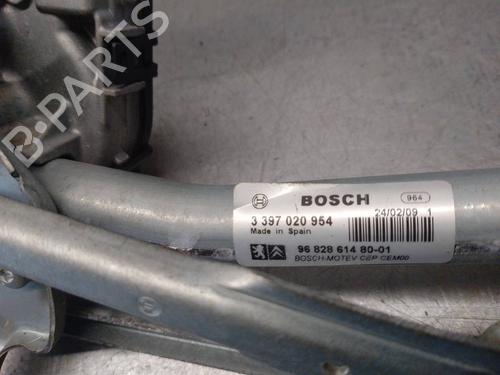 B-PARTS
BOSCH
964
3 397 020 954
24/02/09 1
Made in Spain
96 828 614 80-01
BOSCH-MOTEV CEP CEM00